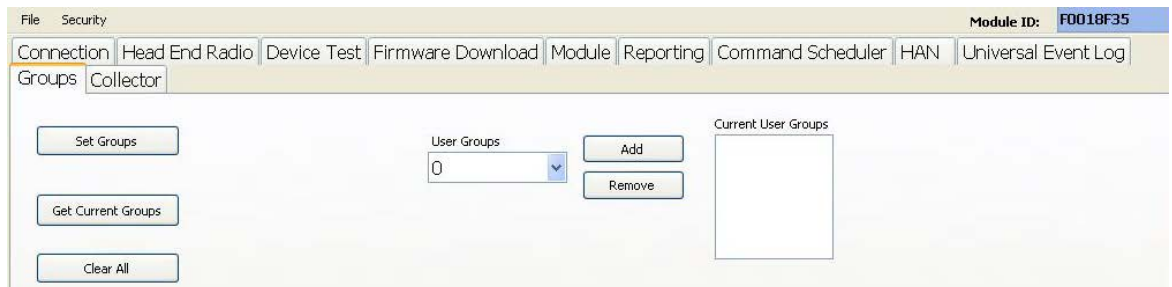 File Security Module ID: F0018F35
Connection Head End Radio Device Test Firmware Download Module Reporting Command Scheduler HAN Universal Event Log
Groups Collector
Set Groups
Get Current Groups
Clear All
User Groups
0
Add
Remove
Current User Groups